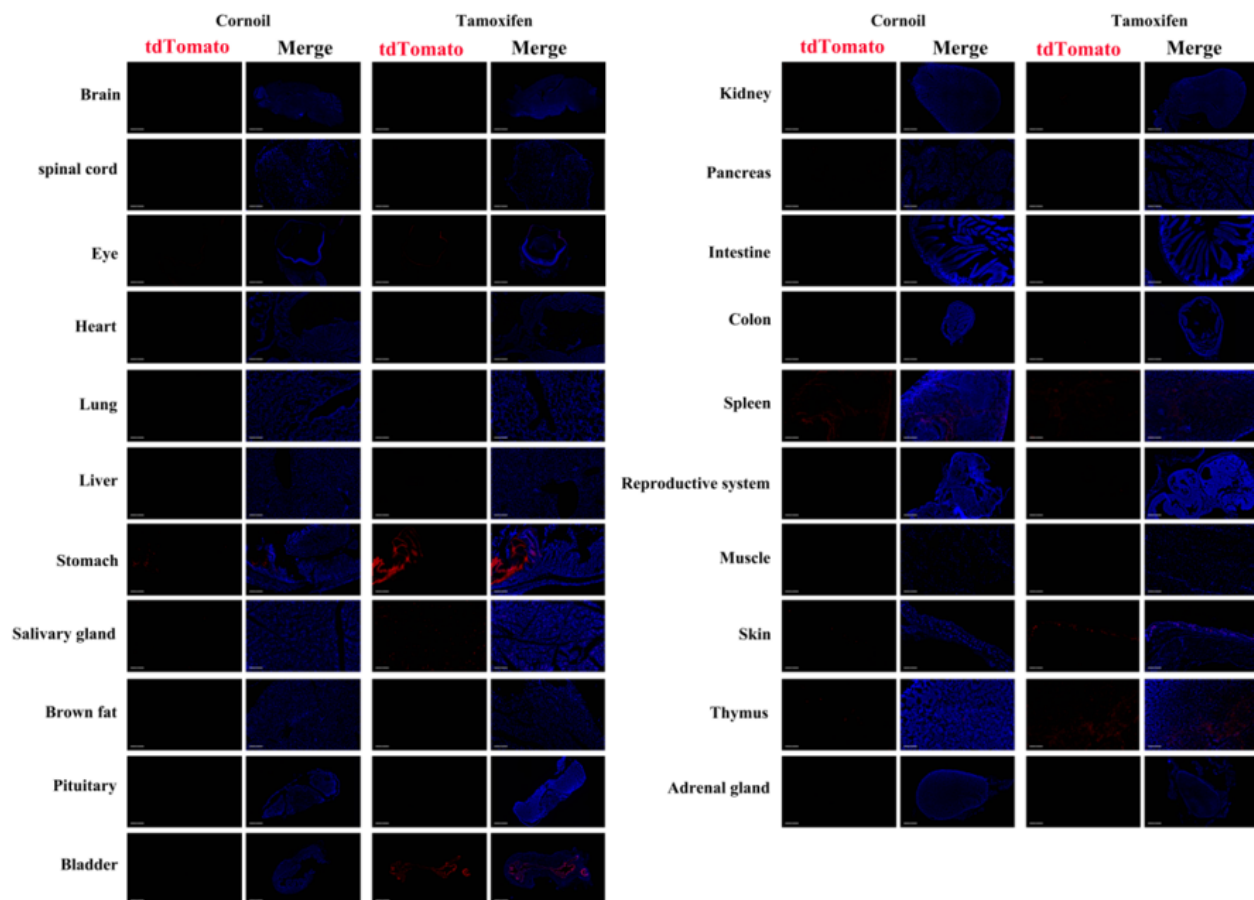 Cornoil Tamoxifen Cornoil Tamoxifen
tdTomato Merge tdTomato Merge tdTomato Merge tdTomato Merge
Brain Kidney
spinal cord Pancreas
Eye Intestine
Heart Colon
Lung Spleen
Liver Reproductive system
Stomach Muscle
Salivary gland Skin
Brown fat Thymus
Pituitary Adrenal gland
Bladder